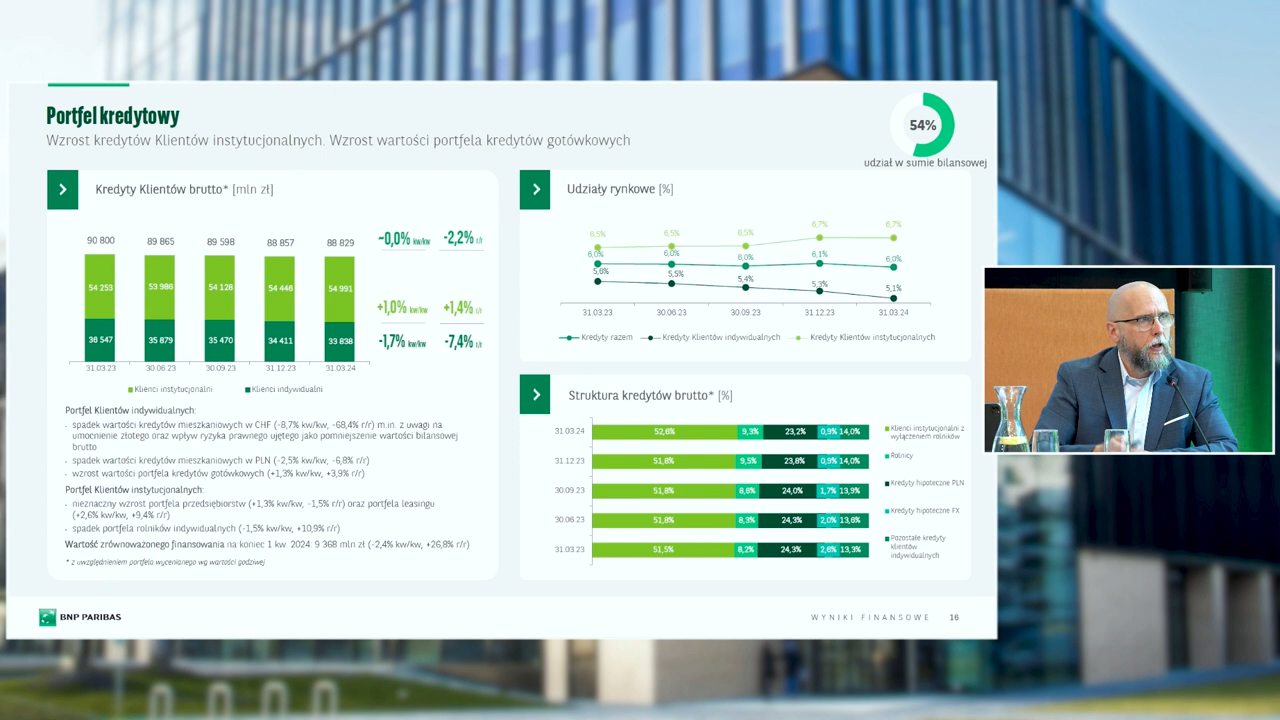 Portfel kredytowy
Wzrost kredytów Klientów instytucjonalnych. Wzrost wartości portfela kredytów gotówkowych
54%
udział w sumie bilansowej
Kredyty Klientów brutto* [mln zł]
90 800 89 865 89 598 88 857 88 829
~0,0% kw/kw -2,2% r/r
54 253 53 986 54 128 54 446 54 991
+1,0% kw/kw +1,4% r/r
36 547 35 879 35 470 34 411 33 838
-1,7% kw/kw -7,4% r/r
31.03.23 30.06.23 30.09.23 31.12.23 31.03.24
Klienci instytucjonalni Klienci indywidualni
Portfel Klientów indywidualnych:
- spadek wartości kredytów mieszkaniowych w CHF (-8,7% kw/kw, -68,4% r/r) m.in. z uwagi na
umocnienie złotego oraz wpływ ryzyka prawnego ujętego jako pomniejszenie wartości bilansowej
brutto
- spadek wartości kredytów mieszkaniowych w PLN (-2,5% kw/kw, -6,8% r/r)
- wzrost wartości portfela kredytów gotówkowych (+1,3% kw/kw, +3,9% r/r)
Portfel Klientów instytucjonalnych:
- nieznaczny wzrost portfela przedsiębiorstw (+1,3% kw/kw, -1,5% r/r) oraz portfela leasingu
(+2,6% kw/kw, +9,4% r/r)
- spadek portfela rolników indywidualnych (-1,5% kw/kw, +10,9% r/r)
Wartość zrównoważonego finansowania na koniec 1 kw. 2024: 9 368 mln zł (-2,4% kw/kw, +26,8% r/r)
* z uwzględnieniem portfela wycenianego wg wartości godziwej
Udziały rynkowe [%]
6,5% 6,5% 6,5% 6,7% 6,7%
6,0% 6,0% 6,0% 6,1% 6,0%
5,6% 5,5% 5,4% 5,3% 5,1%
31.03.23 30.06.23 30.09.23 31.12.23 31.03.24
Kredyty razem Kredyty Klientów indywidualnych Kredyty Klientów instytucjonalnych
Struktura kredytów brutto* [%]
31.03.24 52,6% 9,3% 23,2% 0,9% 14,0%
31.12.23 51,8% 9,5% 23,8% 0,9% 14,0%
30.09.23 51,8% 8,6% 24,0% 1,7% 13,9%
30.06.23 51,8% 8,3% 24,3% 2,0% 13,6%
31.03.23 51,5% 8,2% 24,3% 2,6% 13,3%
Klienci instytucjonalni z
wyłączeniem rolników
Rolnicy
Kredyty hipoteczne PLN
Kredyty hipoteczne FX
Pozostałe kredyty
klientów
indywidualnych
BNP PARIBAS
WYNIKI FINANSOWE 16